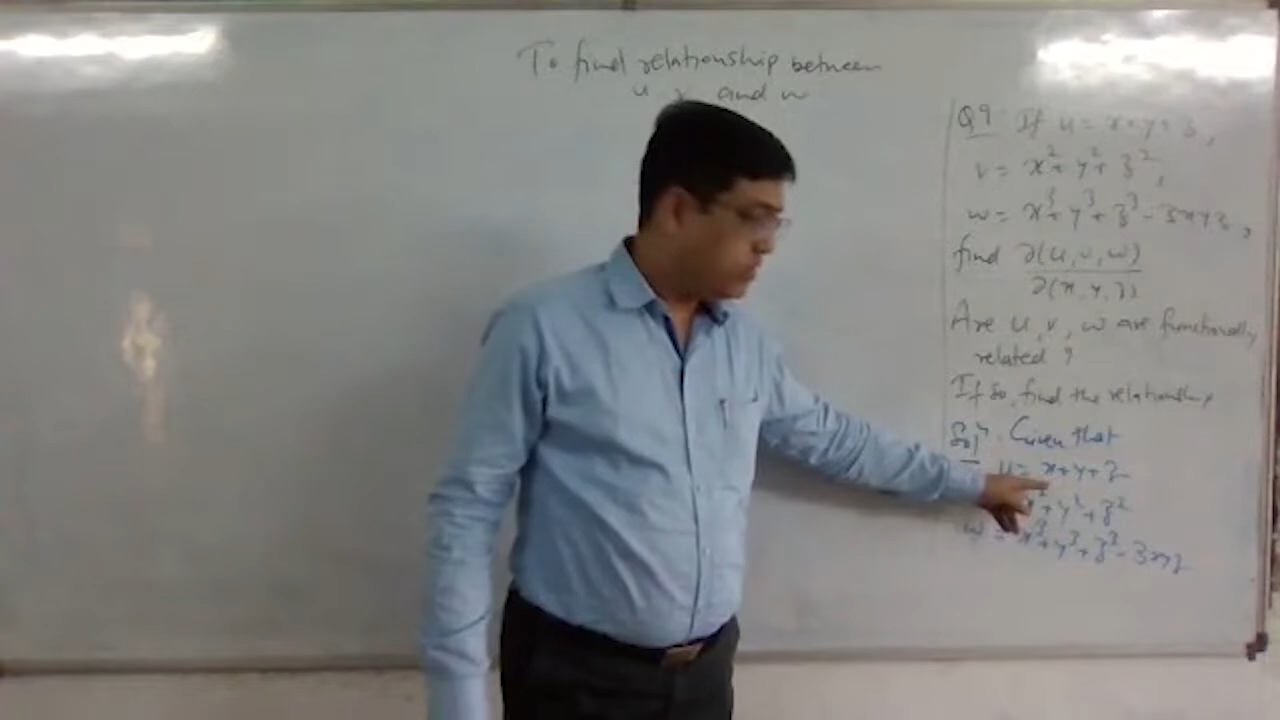 To find relationship between
u v and w
Q9. If u = x+y+z,
v = x²+y²+z²,
w = x³+y³+z³-3xyz,
find ∂(u,v,w)/∂(x,y,z)
Are u, v, w are functionally
related ?
If so, find the relationship
Solⁿ. Given that
u = x+y+z
x²+y²+z²
w = x³+y³+z³-3xyz